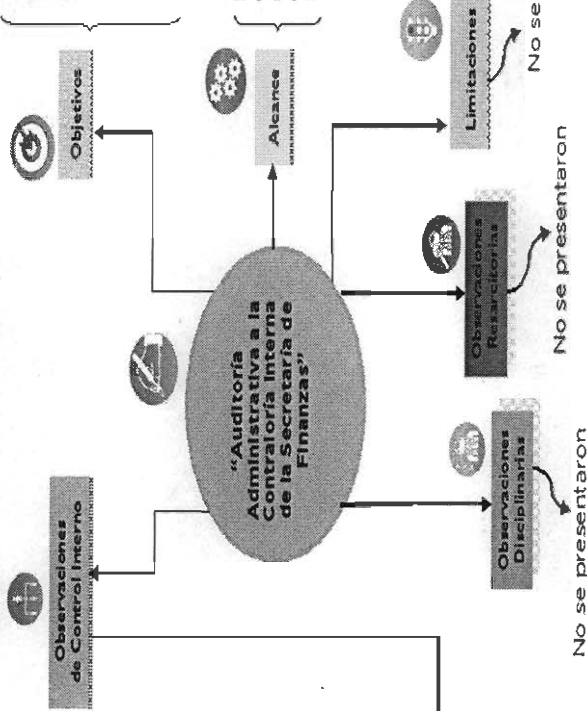 Observaciones
de Control Interno
Objetivos
"Auditoría
Administrativa a la
Contraloría Interna
de la Secretaría de
Finanzas"
Alcance
Observaciones
Disciplinarias
No se presentaron
Observaciones
Resarcitorias
No se presentaron
Limitaciones
No se